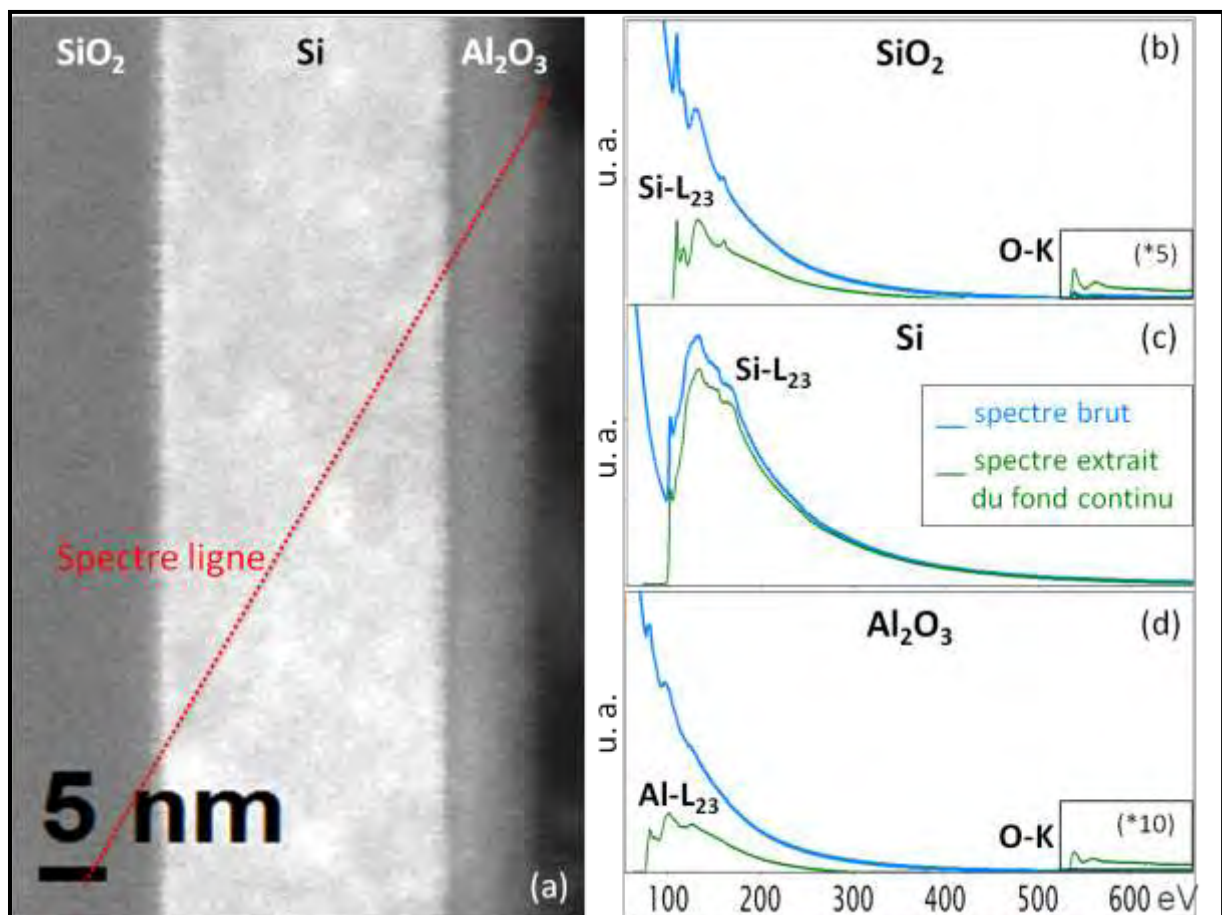 SiO₂
Si
Al₂O₃
Spectre ligne
5 nm
(a)
u. a.
SiO₂
(b)
Si-L₂₃
O-K
(*5)
u. a.
Si
(c)
Si-L₂₃
spectre brut
spectre extrait
du fond continu
u. a.
Al₂O₃
(d)
Al-L₂₃
O-K
(*10)
100 200 300 400 500 600 eV